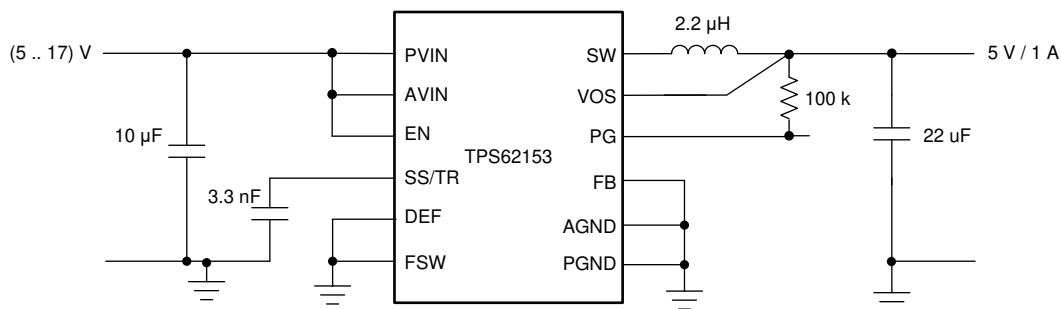 (5 .. 17) V
10 µF
3.3 nF
PVIN
AVIN
EN
SS/TR
DEF
FSW
TPS62153
SW
VOS
PG
FB
AGND
PGND
2.2 µH
100 k
22 uF
5 V / 1 A